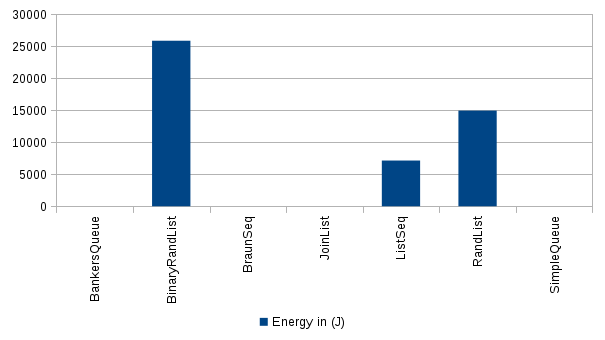 30000
25000
20000
15000
10000
5000
0
BankersQueue
BinaryRandList
BraunSeq
JoinList
ListSeq
RandList
SimpleQueue
Energy in (J)